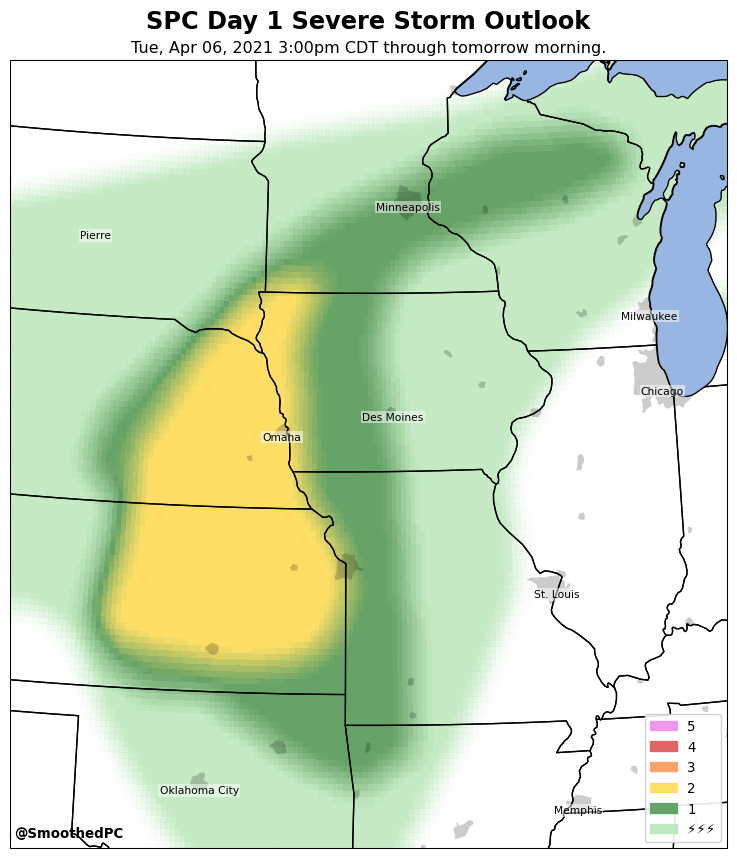 SPC Day 1 Severe Storm Outlook
Tue, Apr 06, 2021 3:00pm CDT through tomorrow morning.
Minneapolis
Pierre
Milwaukee
Chicago
Des Moines
Omaha
St. Louis
5
4
3
2
1
⚡⚡⚡
Oklahoma City
Memphis
@SmoothedPC